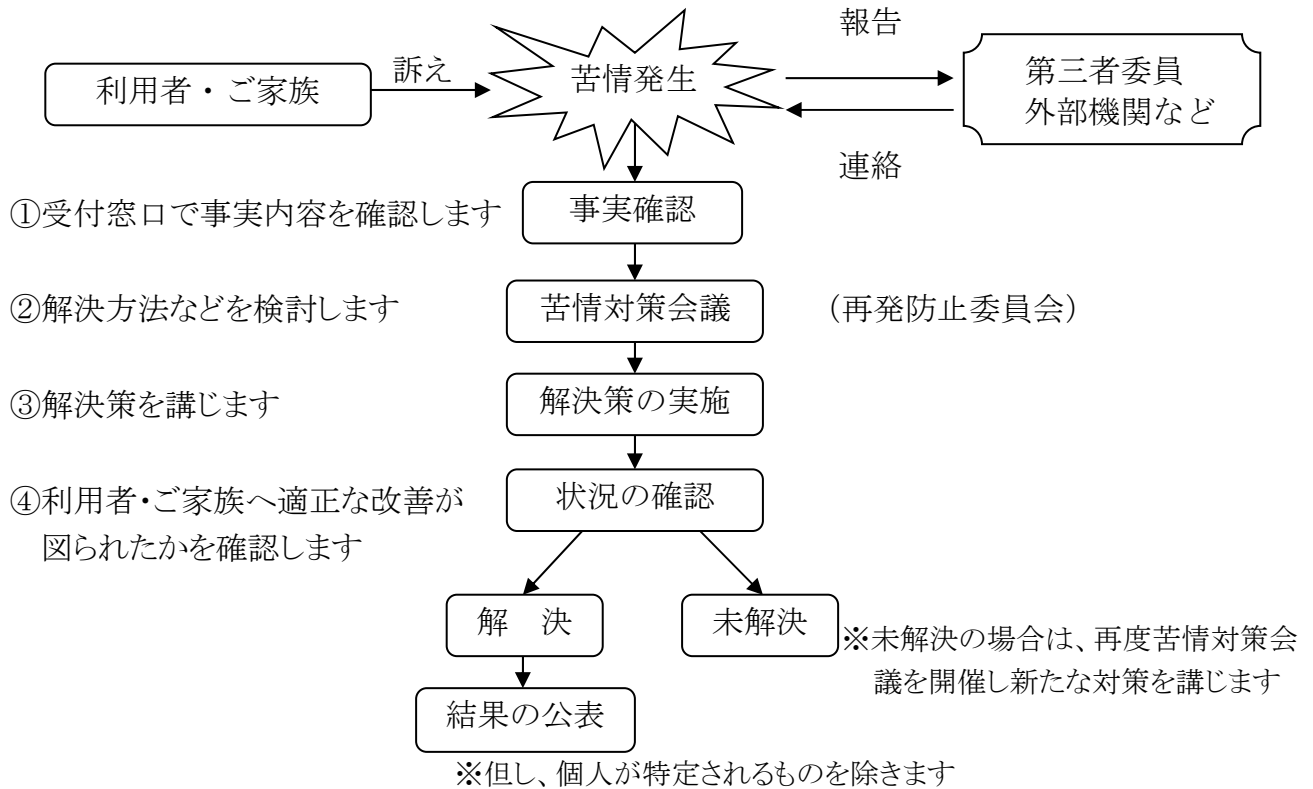 報告
利用者・ご家族
訴え
苦情発生
第三者委員
外部機関など
連絡
①受付窓口で事実内容を確認します
事実確認
②解決方法などを検討します
苦情対策会議
（再発防止委員会）
③解決策を講じます
解決策の実施
④利用者・ご家族へ適正な改善が
図られたかを確認します
状況の確認
解　決
未解決
※未解決の場合は、再度苦情対策会
議を開催し新たな対策を講じます
結果の公表
※但し、個人が特定されるものを除きます